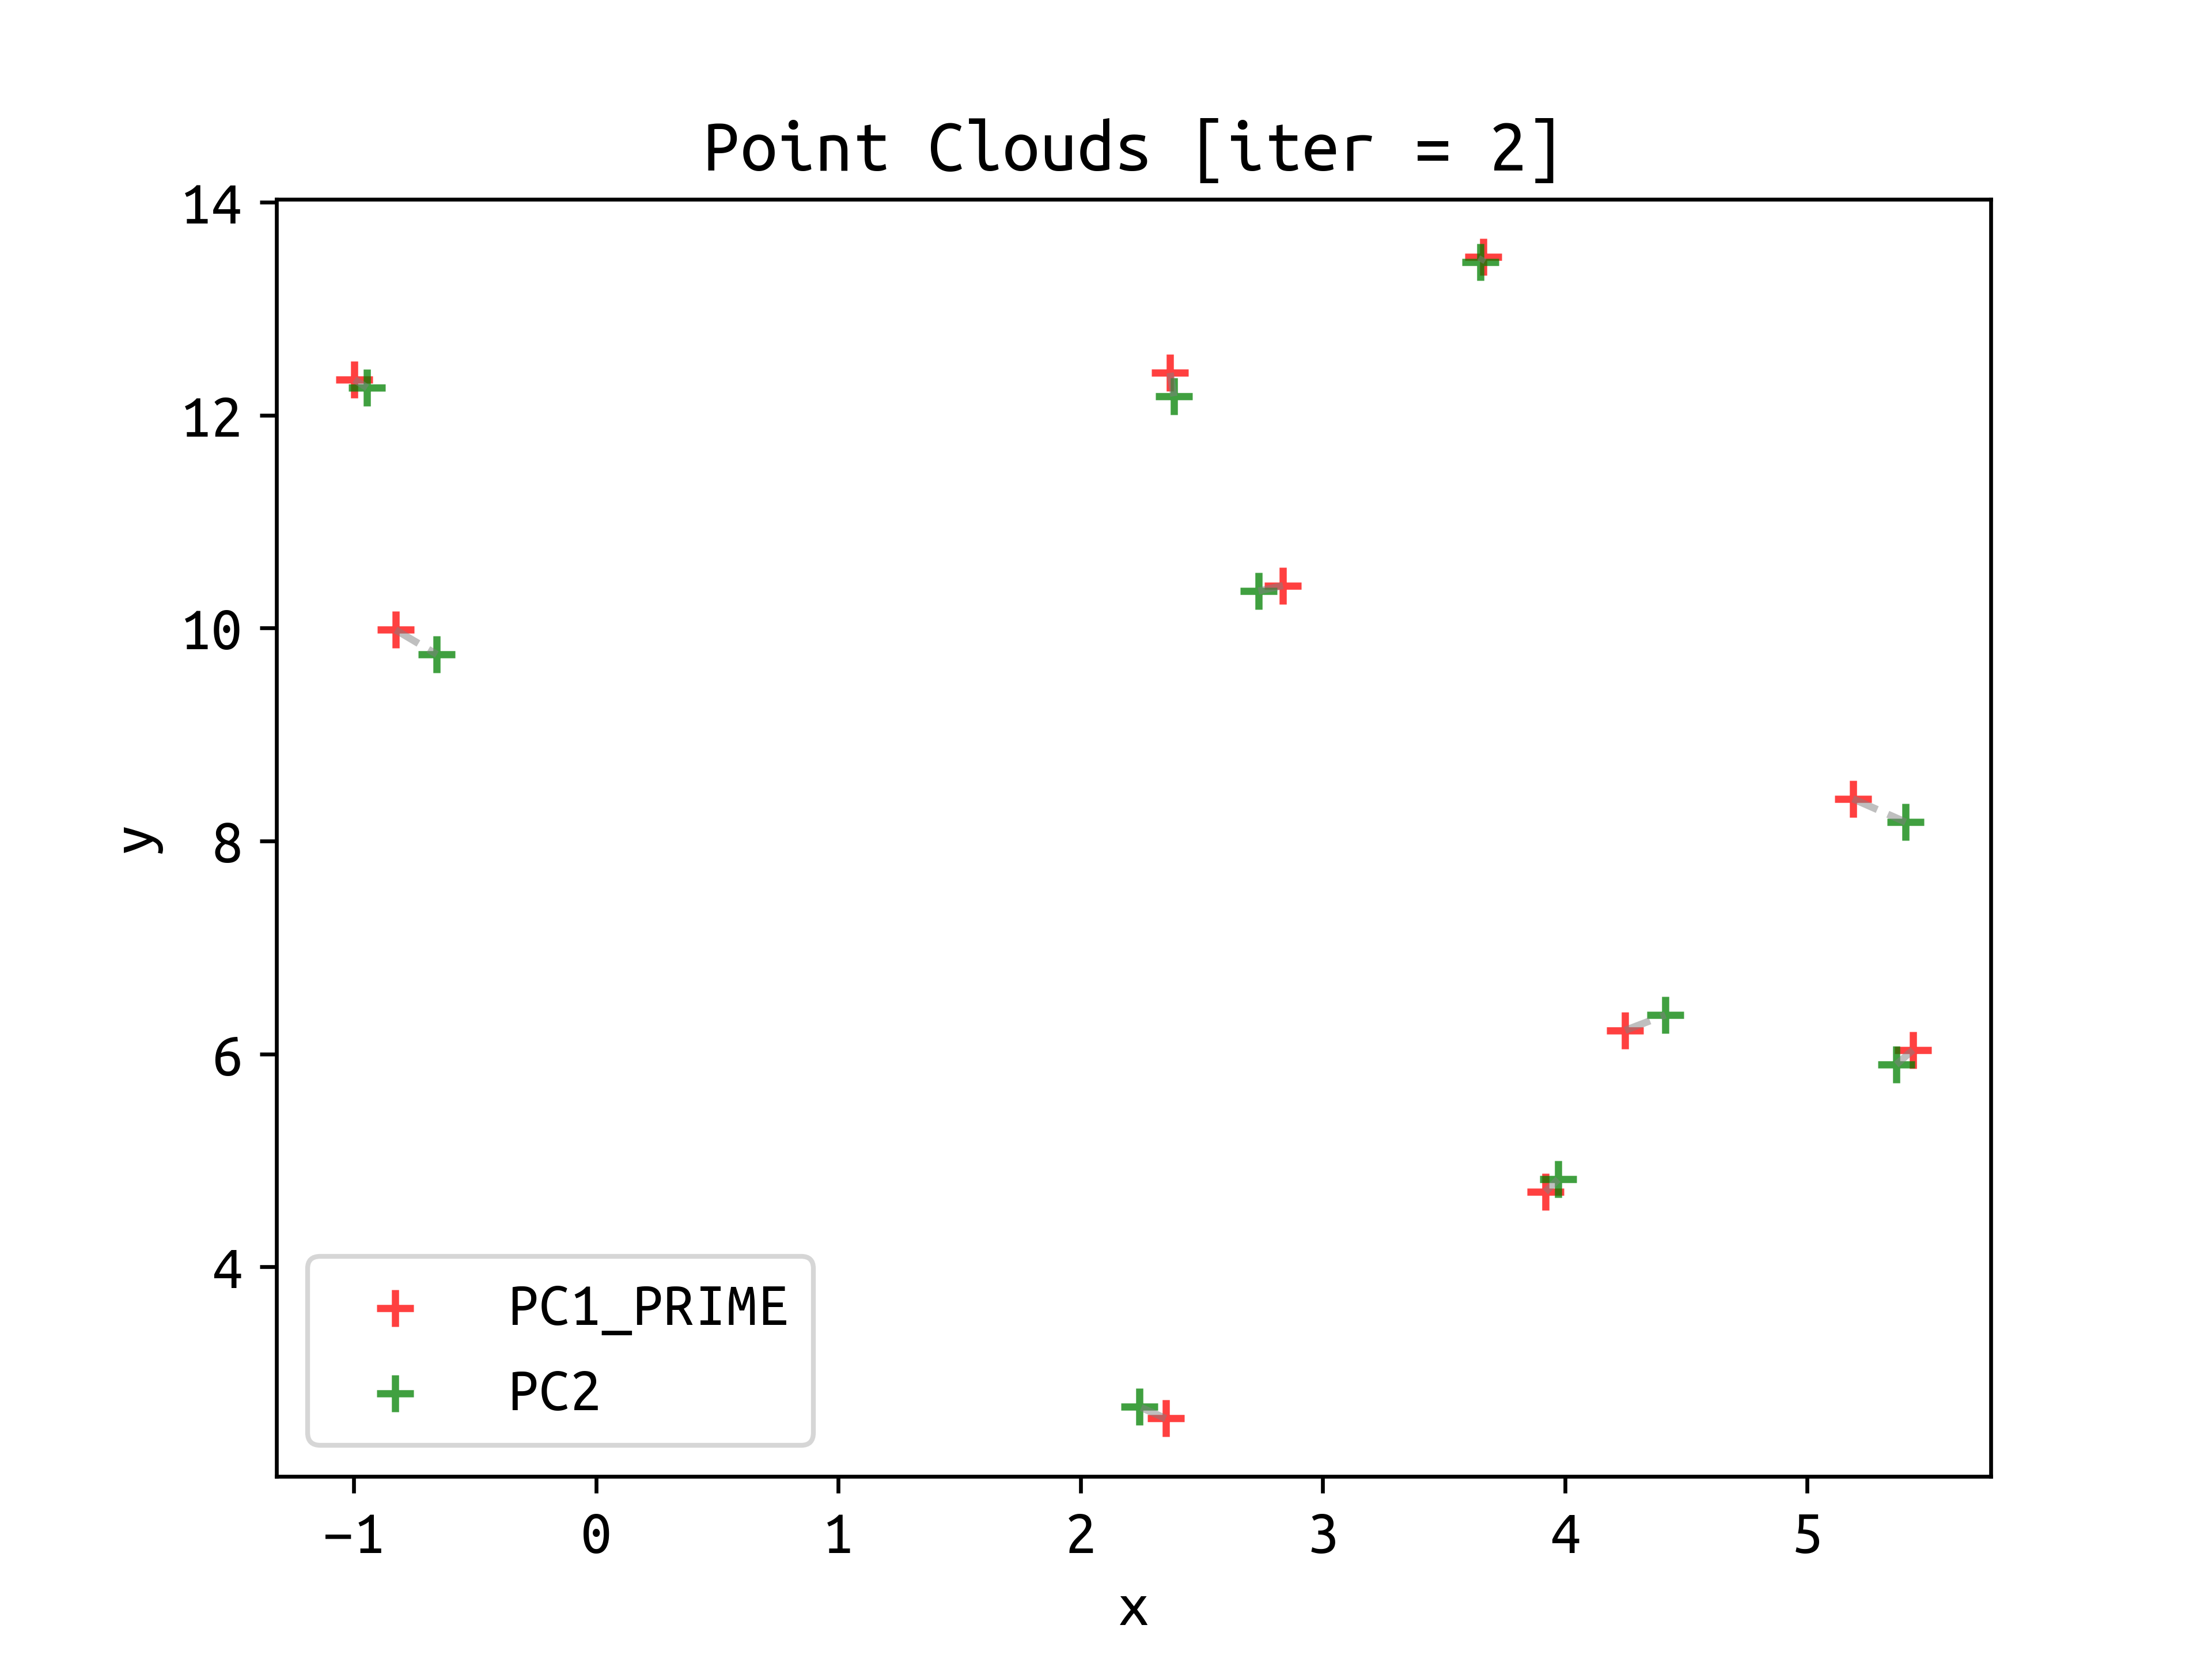 Point Clouds [iter = 2]
14
12
10
8
6
4
y
PC1_PRIME
PC2
−1 0 1 2 3 4 5
x